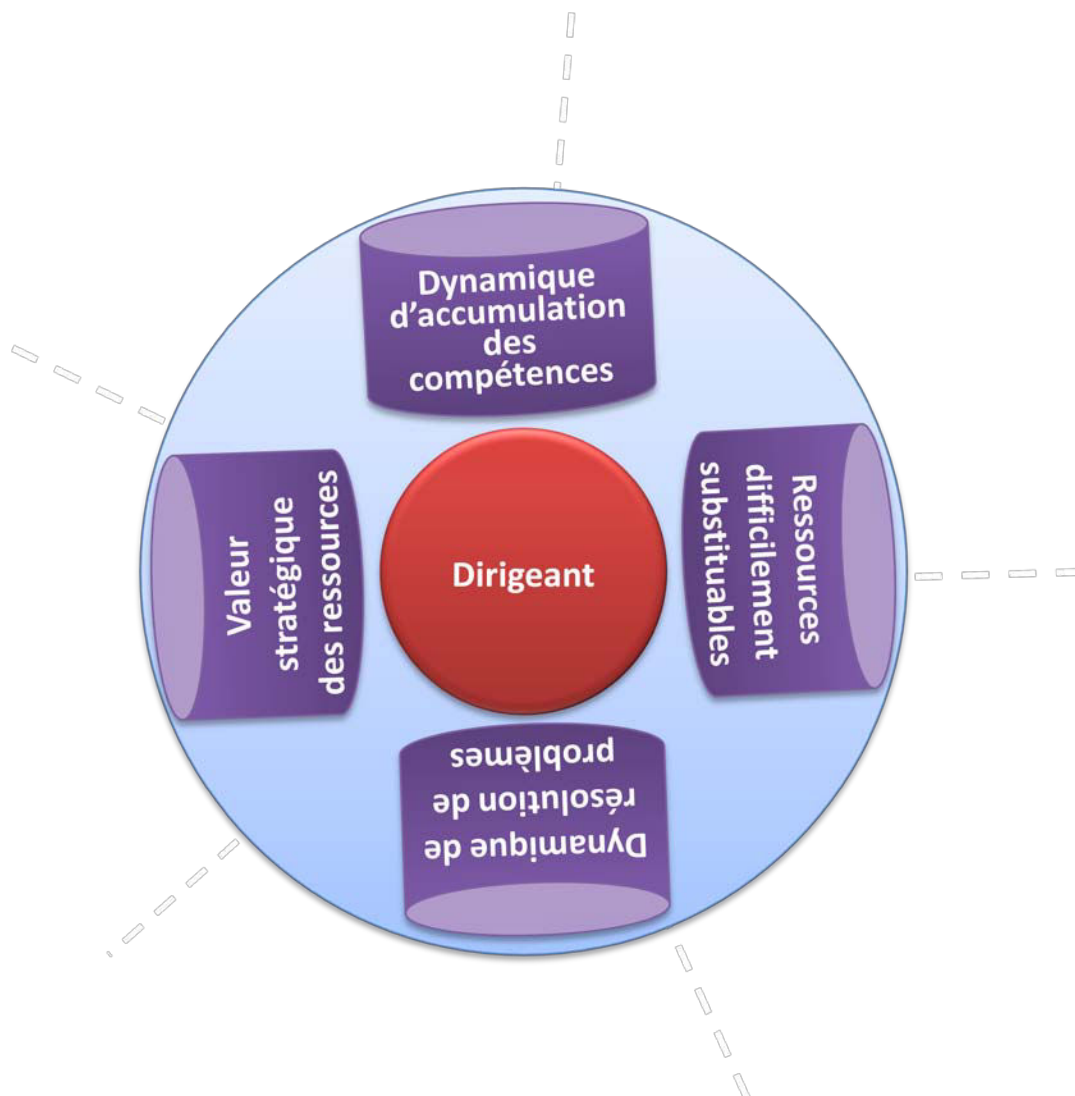 Dynamique
d’accumulation
des
compétences
Valeur
stratégique
des ressources
Dirigeant
Ressources
difficilement
substituables
Dynamique de
résolution de
problèmes